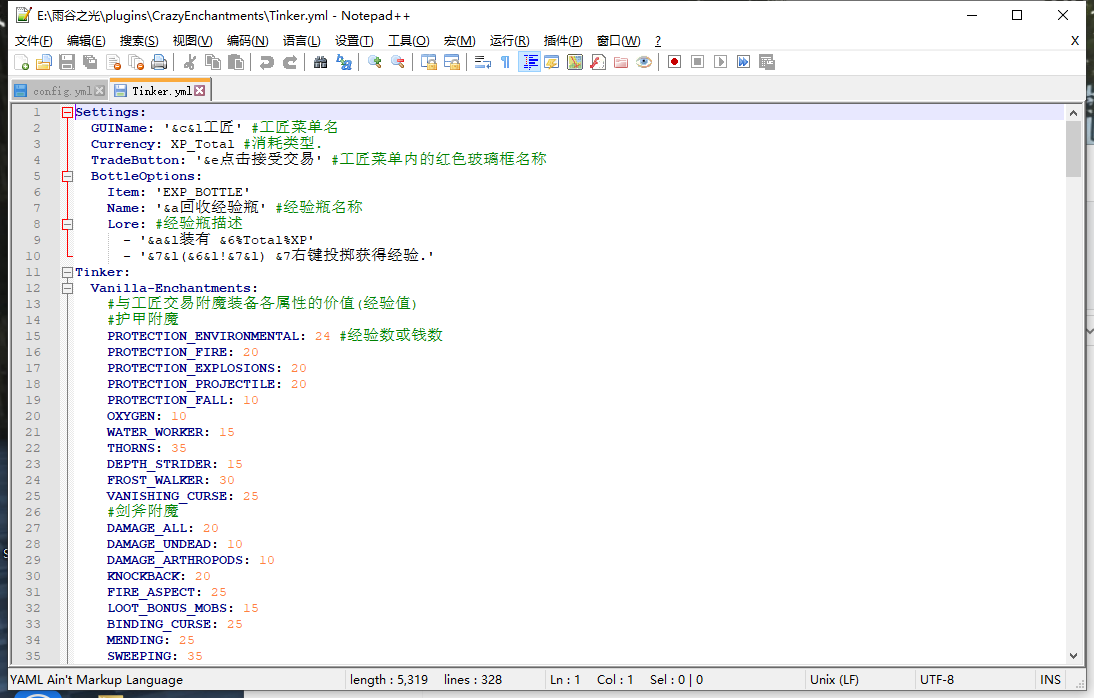 E:\雨谷之光\plugins\CrazyEnchantments\Tinker.yml - Notepad++
文件(F) 编辑(E) 搜索(S) 视图(V) 编码(N) 语言(L) 设置(T) 工具(O) 宏(M) 运行(R) 插件(P) 窗口(W) ? X
config.yml Tinker.yml
1 Settings:
2 GUIName: '&c&l工匠' #工匠菜单名
3 Currency: XP_Total #消耗类型.
4 TradeButton: '&e点击接受交易' #工匠菜单内的红色玻璃框名称
5 BottleOptions:
6 Item: 'EXP_BOTTLE'
7 Name: '&a回收经验瓶' #经验瓶名称
8 Lore: #经验瓶描述
9 - '&a&l装有 &6%Total%XP'
10 - '&7&l(&6&l!&7&l) &7右键投掷获得经验.'
11 Tinker:
12 Vanilla-Enchantments:
13 #与工匠交易附魔装备各属性的价值(经验值)
14 #护甲附魔
15 PROTECTION_ENVIRONMENTAL: 24 #经验数或钱数
16 PROTECTION_FIRE: 20
17 PROTECTION_EXPLOSIONS: 20
18 PROTECTION_PROJECTILE: 20
19 PROTECTION_FALL: 10
20 OXYGEN: 10
21 WATER_WORKER: 15
22 THORNS: 35
23 DEPTH_STRIDER: 15
24 FROST_WALKER: 30
25 VANISHING_CURSE: 25
26 #剑斧附魔
27 DAMAGE_ALL: 20
28 DAMAGE_UNDEAD: 10
29 DAMAGE_ARTHROPODS: 10
30 KNOCKBACK: 20
31 FIRE_ASPECT: 25
32 LOOT_BONUS_MOBS: 15
33 BINDING_CURSE: 25
34 MENDING: 25
35 SWEEPING: 35
YAML Ain't Markup Language length : 5,319 lines : 328 Ln : 1 Col : 1 Sel : 0 | 0 Unix (LF) UTF-8 INS